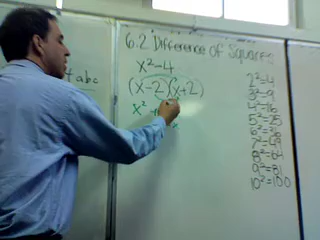 6.2 Difference of Squares
x²-4
(x-2)(x+2)
x²
x
2²=4
3²=9
4²=16
5²=25
6²=36
7²=49
8²=64
9²=81
10²=100